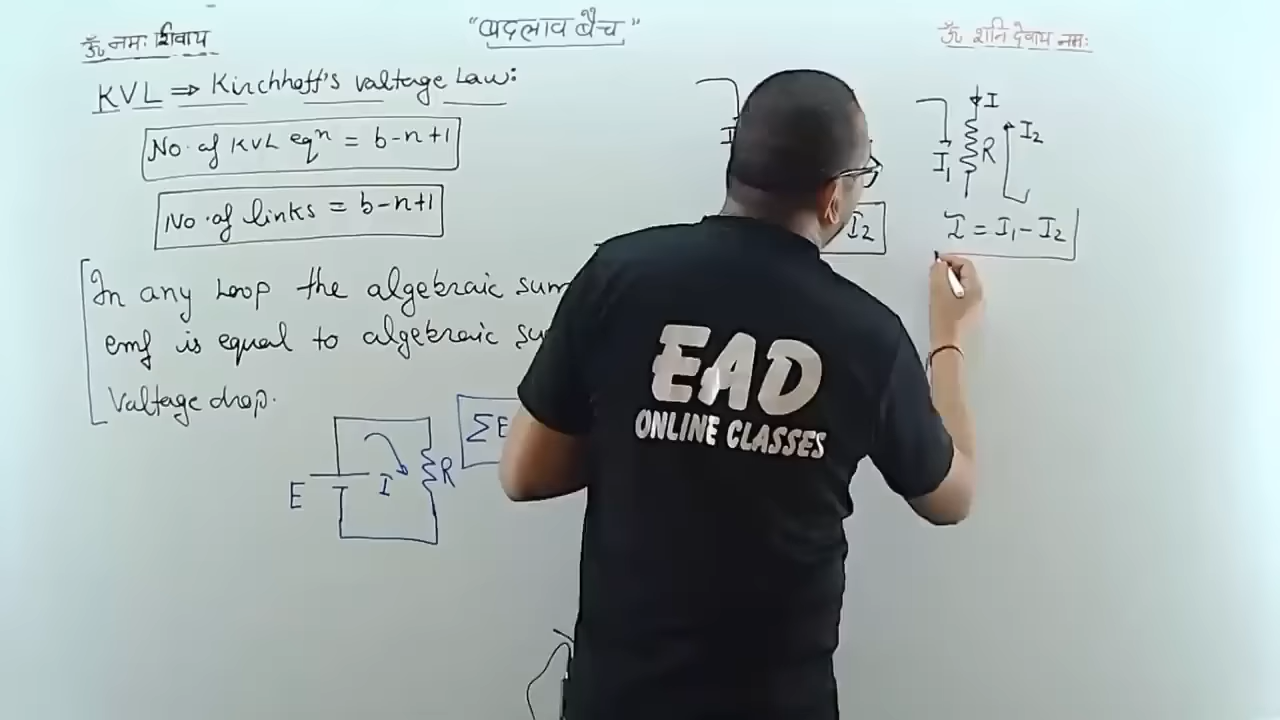 ॐ नमः शिवाय
"बदलाव बैच"
ॐ शनि देवाय नमः
KVL ⇒ Kirchhoff's voltage Law:
No. of KVL eqⁿ = b-n+1
No. of links = b-n+1
In any Loop the algebraic sum
emf is equal to algebraic
Voltage drop.
E
I
R
ΣE
I₂
I
I₁
R
I₂
I = I₁ - I₂
EAD
ONLINE CLASSES